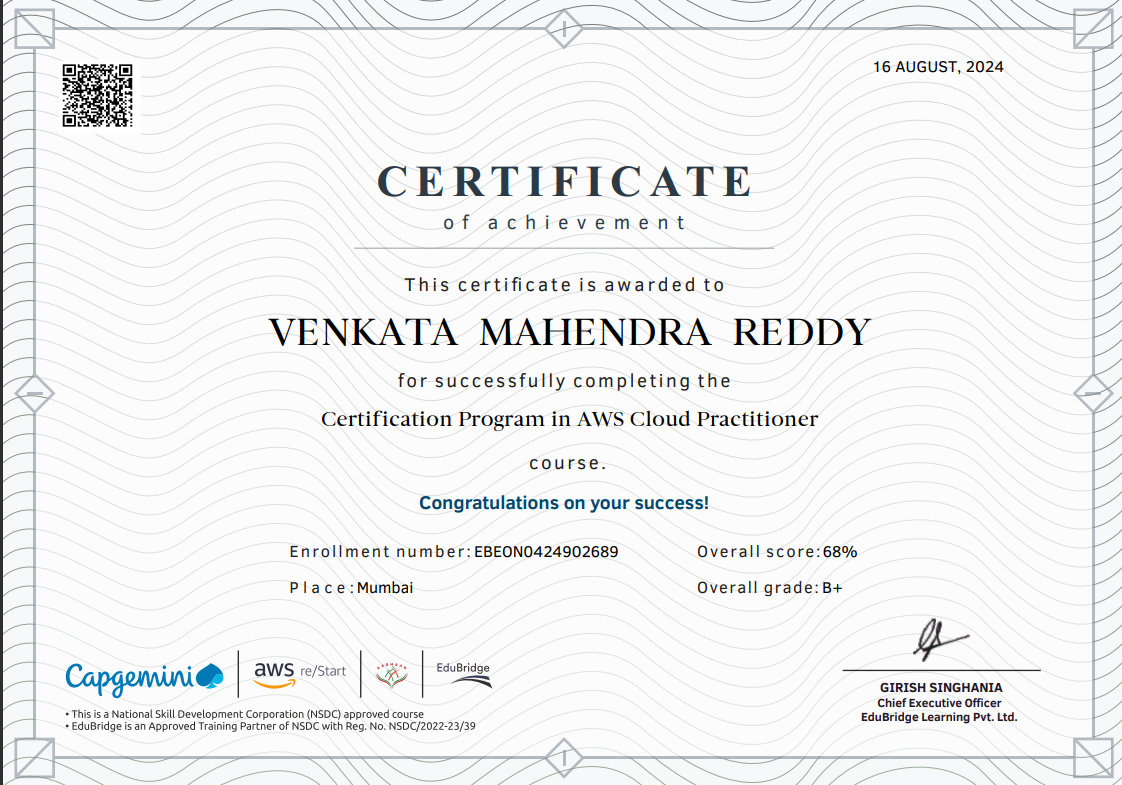 16 AUGUST, 2024
CERTIFICATE
of achievement
This certificate is awarded to
VENKATA MAHENDRA REDDY
for successfully completing the
Certification Program in AWS Cloud Practitioner
course.
Congratulations on your success!
Enrollment number: EBEON0424902689
Overall score: 68%
Place: Mumbai
Overall grade: B+
Capgemini
aws re/Start
EduBridge
• This is a National Skill Development Corporation (NSDC) approved course
• EduBridge is an Approved Training Partner of NSDC with Reg. No. NSDC/2022-23/39
GIRISH SINGHANIA
Chief Executive Officer
EduBridge Learning Pvt. Ltd.